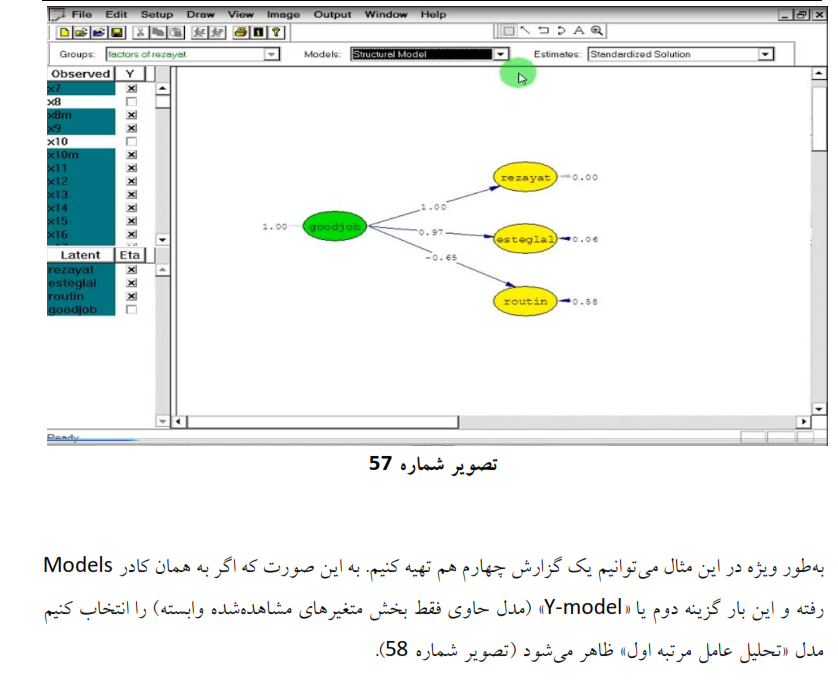 File Edit Setup Draw View Image Output Window Help
Groups: factors of rezayat Models: Structural Model Estimates: Standardized Solution
Observed Y
x7
x8
x8m
x9
x10
x10m
x11
x12
x13
x14
x15
x16
Latent Eta
rezayat
esteglal
routin
goodjob
rezayat 0.00
1.00
1.00 goodjob
0.97
esteglal 0.06
-0.65
routin 0.58
Ready
تصویر شماره 57
به‌طور ویژه در این مثال می‌توانیم یک گزارش چهارم هم تهیه کنیم. به این صورت که اگر به همان کادر Models
رفته و این بار گزینه دوم یا «Y-model» (مدل حاوی فقط بخش متغیرهای مشاهده‌شده وابسته) را انتخاب کنیم
مدل «تحلیل عامل مرتبه اول» ظاهر می‌شود (تصویر شماره 58).